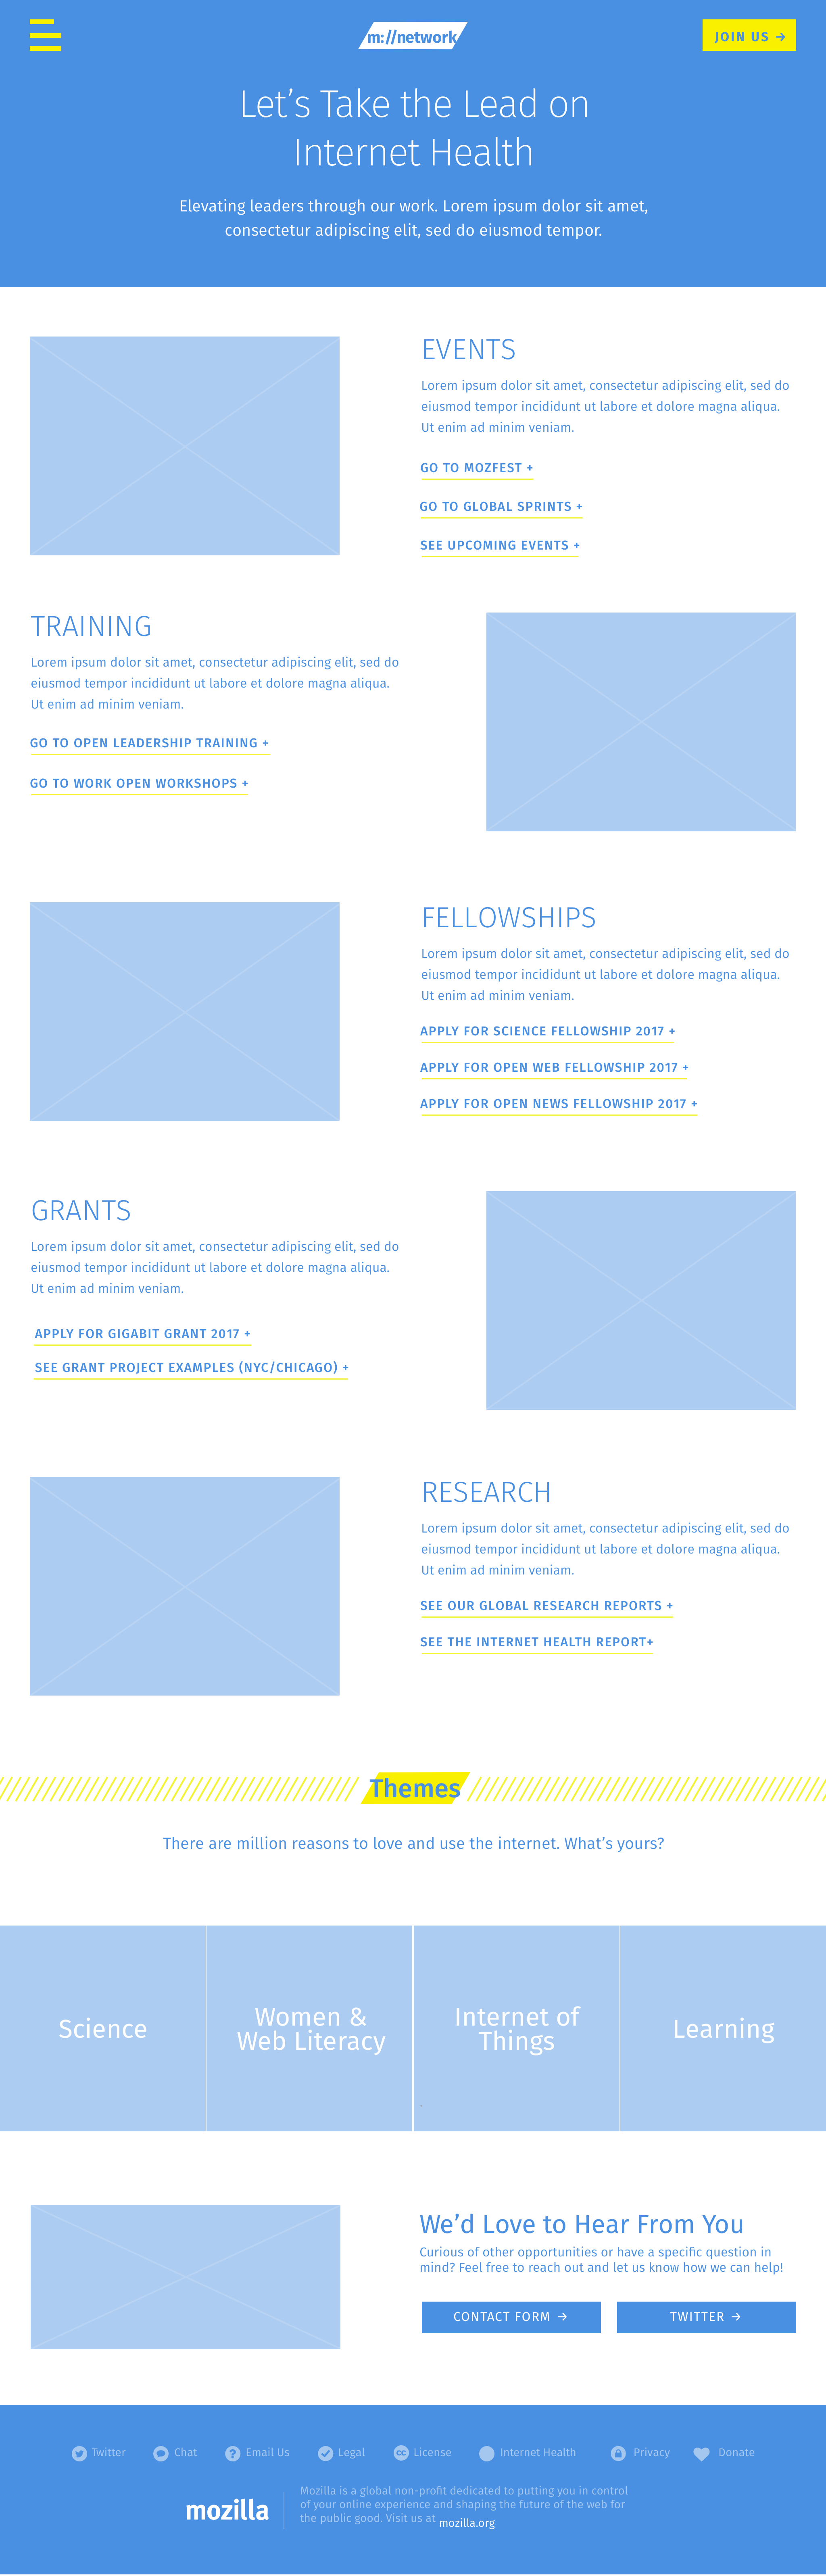 m://network
JOIN US →
Let’s Take the Lead on
Internet Health
Elevating leaders through our work. Lorem ipsum dolor sit amet,
consectetur adipiscing elit, sed do eiusmod tempor.
EVENTS
Lorem ipsum dolor sit amet, consectetur adipiscing elit, sed do
eiusmod tempor incididunt ut labore et dolore magna aliqua.
Ut enim ad minim veniam.
GO TO MOZFEST +
GO TO GLOBAL SPRINTS +
SEE UPCOMING EVENTS +
TRAINING
Lorem ipsum dolor sit amet, consectetur adipiscing elit, sed do
eiusmod tempor incididunt ut labore et dolore magna aliqua.
Ut enim ad minim veniam.
GO TO OPEN LEADERSHIP TRAINING +
GO TO WORK OPEN WORKSHOPS +
FELLOWSHIPS
Lorem ipsum dolor sit amet, consectetur adipiscing elit, sed do
eiusmod tempor incididunt ut labore et dolore magna aliqua.
Ut enim ad minim veniam.
APPLY FOR SCIENCE FELLOWSHIP 2017 +
APPLY FOR OPEN WEB FELLOWSHIP 2017 +
APPLY FOR OPEN NEWS FELLOWSHIP 2017 +
GRANTS
Lorem ipsum dolor sit amet, consectetur adipiscing elit, sed do
eiusmod tempor incididunt ut labore et dolore magna aliqua.
Ut enim ad minim veniam.
APPLY FOR GIGABIT GRANT 2017 +
SEE GRANT PROJECT EXAMPLES (NYC/CHICAGO) +
RESEARCH
Lorem ipsum dolor sit amet, consectetur adipiscing elit, sed do
eiusmod tempor incididunt ut labore et dolore magna aliqua.
Ut enim ad minim veniam.
SEE OUR GLOBAL RESEARCH REPORTS +
SEE THE INTERNET HEALTH REPORT+
Themes
There are million reasons to love and use the internet. What’s yours?
Science
Women &
Web Literacy
Internet of
Things
Learning
We’d Love to Hear From You
Curious of other opportunities or have a specific question in
mind? Feel free to reach out and let us know how we can help!
CONTACT FORM →
TWITTER →
Twitter
Chat
? Email Us
Legal
cc License
Internet Health
Privacy
Donate
mozilla
Mozilla is a global non-profit dedicated to putting you in control
of your online experience and shaping the future of the web for
the public good. Visit us at mozilla.org